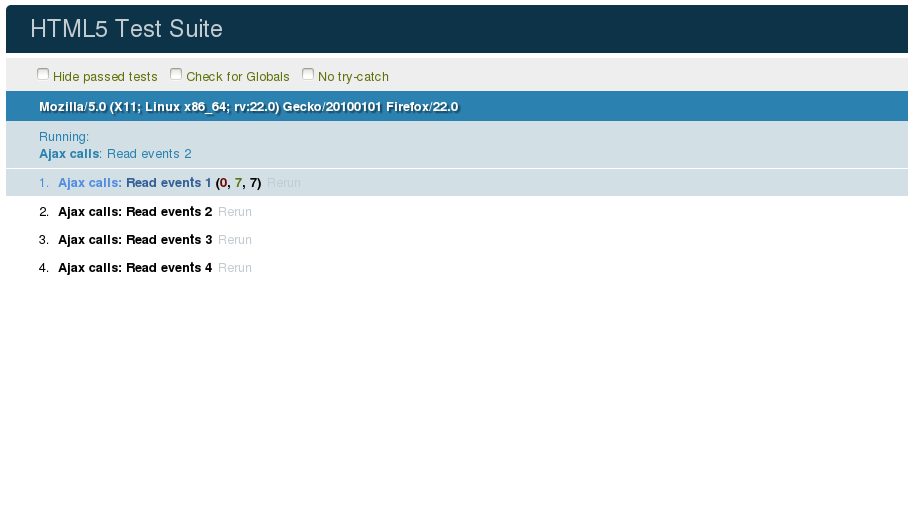 HTML5 Test Suite
Hide passed tests Check for Globals No try-catch
Mozilla/5.0 (X11; Linux x86_64; rv:22.0) Gecko/20100101 Firefox/22.0
Running:
Ajax calls: Read events 2
1. Ajax calls: Read events 1 (0, 7, 7) Rerun
2. Ajax calls: Read events 2 Rerun
3. Ajax calls: Read events 3 Rerun
4. Ajax calls: Read events 4 Rerun